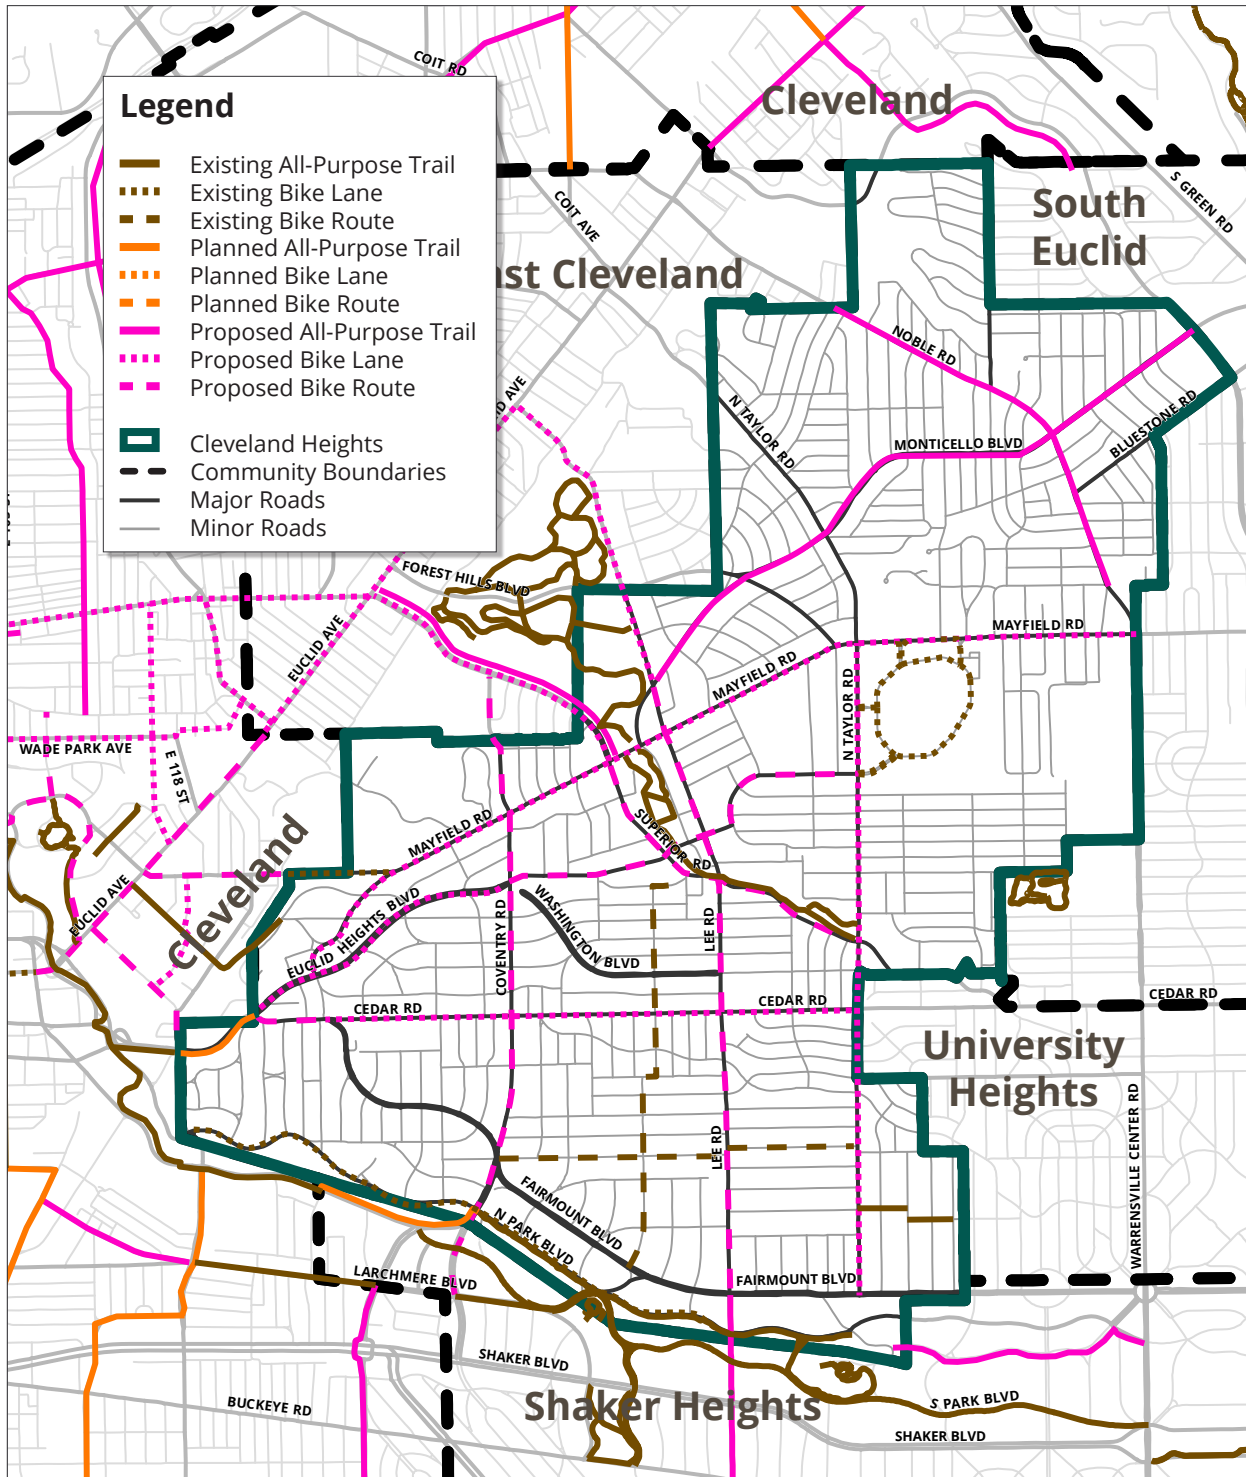 COIT RD
Legend
Existing All-Purpose Trail
Existing Bike Lane
Existing Bike Route
Planned All-Purpose Trail
Planned Bike Lane
Planned Bike Route
Proposed All-Purpose Trail
Proposed Bike Lane
Proposed Bike Route
Cleveland Heights
Community Boundaries
Major Roads
Minor Roads
Cleveland
S GREEN RD
COIT AVE
South
Euclid
ast Cleveland
NOBLE RD
D AVE
N TAYLOR RD
MONTICELLO BLVD
BLUESTONE RD
FOREST HILLS BLVD
EUCLID AVE
MAYFIELD RD
MAYFIELD RD
N TAYLOR RD
WADE PARK AVE
E 118 ST
MAYFIELD RD
SUPERIOR RD
Cleveland
EUCLID AVE
EUCLID HEIGHTS BLVD
COVENTRY RD
WASHINGTON BLVD
LEE RD
CEDAR RD
CEDAR RD
CEDAR RD
University
Heights
WARRENSVILLE CENTER RD
LEE RD
FAIRMOUNT BLVD
N PARK BLVD
LARCHMERE BLVD
FAIRMOUNT BLVD
SHAKER BLVD
Shaker Heights
BUCKEYE RD
S PARK BLVD
SHAKER BLVD